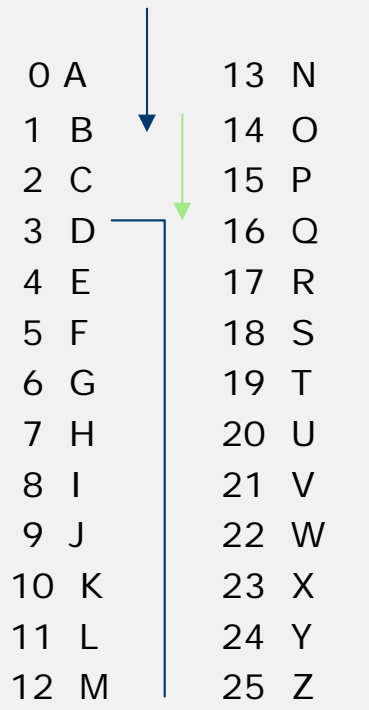 0 A
1 B
2 C
3 D
4 E
5 F
6 G
7 H
8 I
9 J
10 K
11 L
12 M
13 N
14 O
15 P
16 Q
17 R
18 S
19 T
20 U
21 V
22 W
23 X
24 Y
25 Z